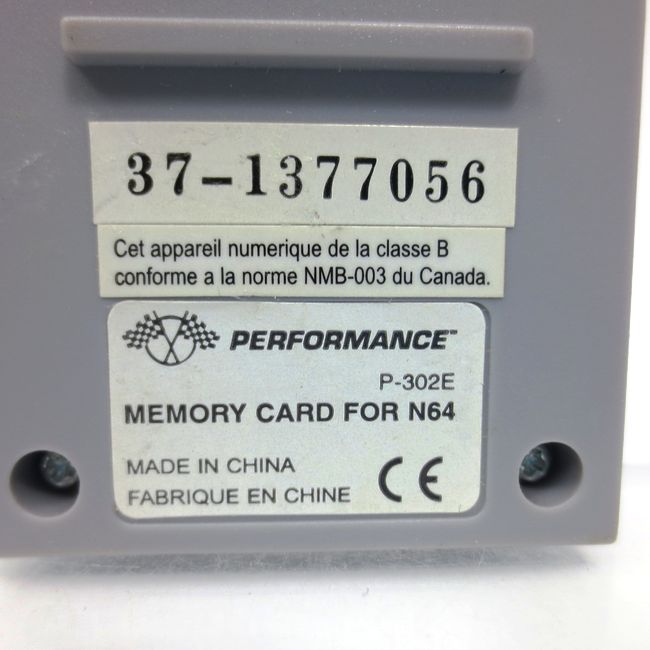 37-1377056
Cet appareil numerique de la classe B
conforme a la norme NMB-003 du Canada.
PERFORMANCE™
P-302E
MEMORY CARD FOR N64
MADE IN CHINA
FABRIQUE EN CHINE
CE